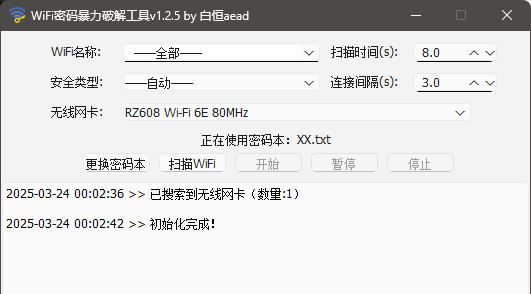 WiFi密码暴力破解工具v1.2.5 by 白恒aead
WiFi名称: ——全部—— 扫描时间(s): 8.0
安全类型: ——自动—— 连接间隔(s): 3.0
无线网卡: RZ608 Wi-Fi 6E 80MHz
正在使用密码本: XX.txt
更换密码本 扫描WiFi 开始 暂停 停止
2025-03-24 00:02:36 >> 已搜索到无线网卡（数量:1）
2025-03-24 00:02:42 >> 初始化完成!